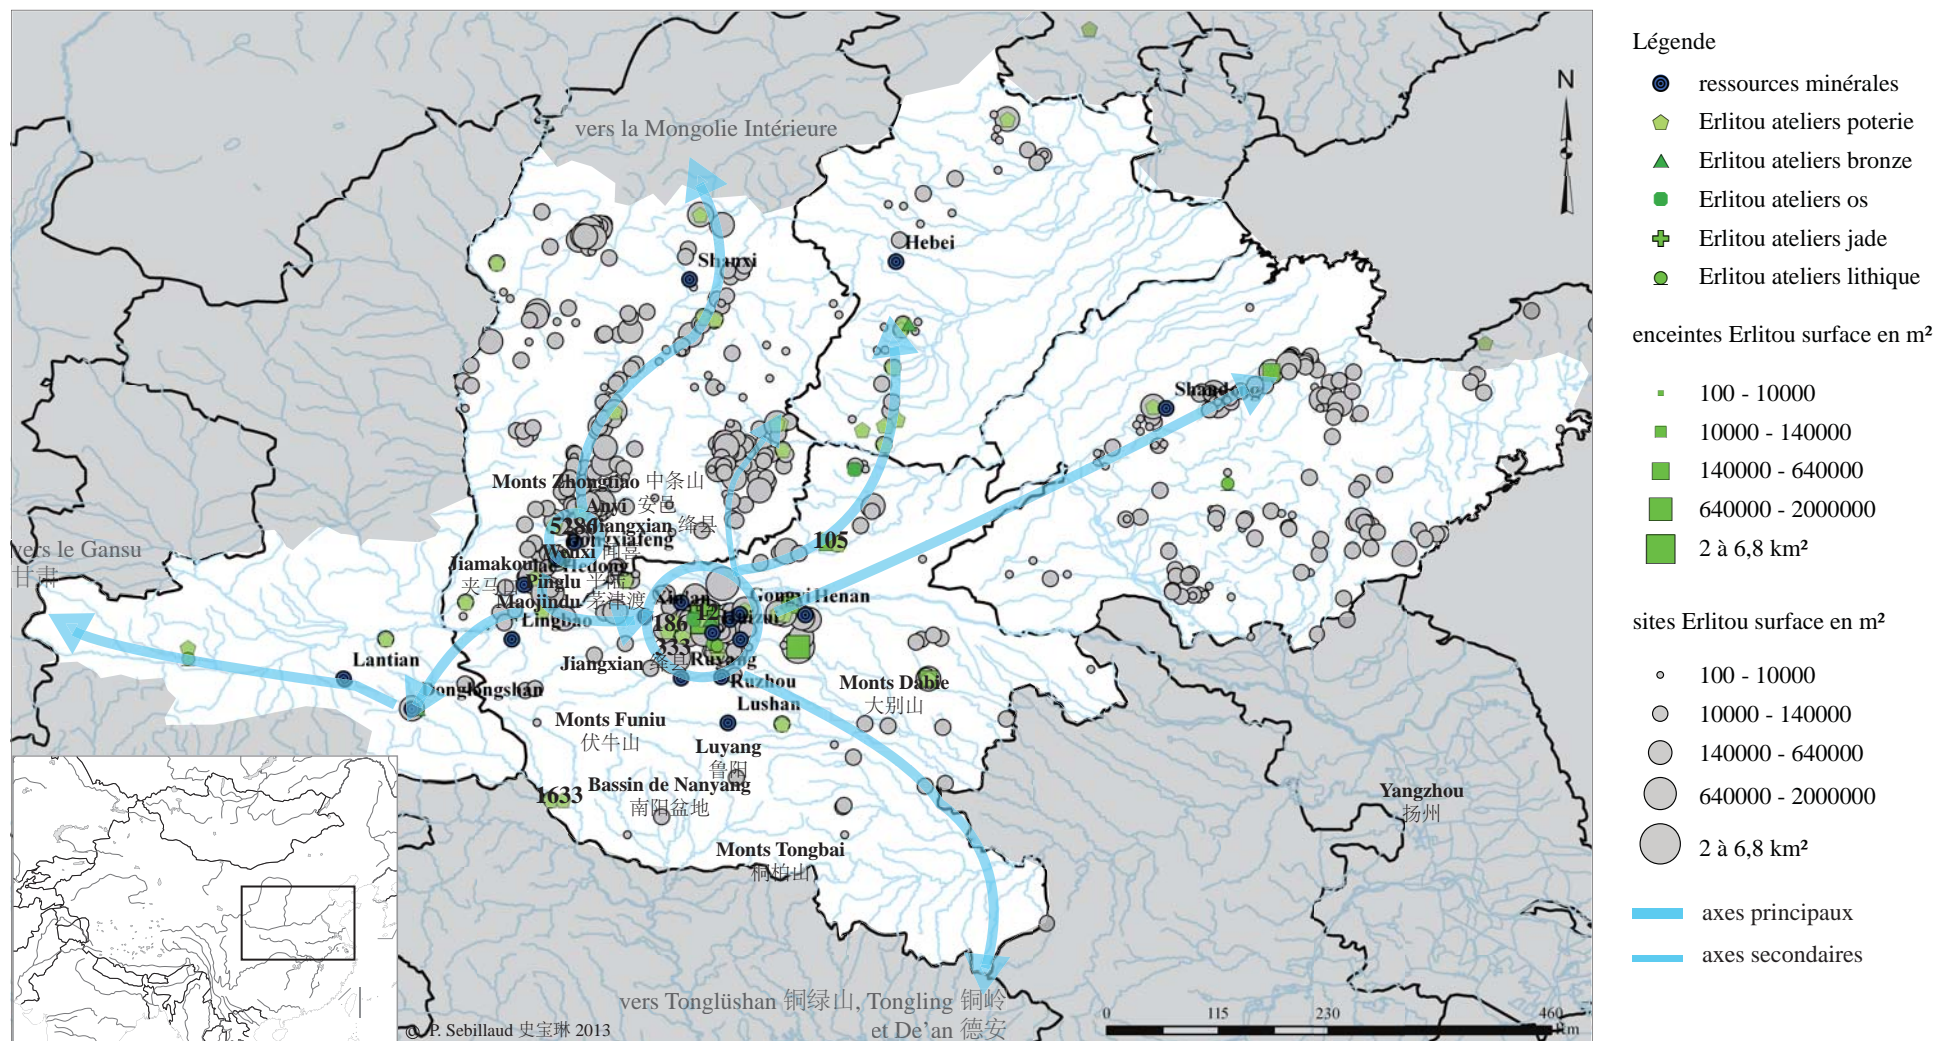 vers la Mongolie Intérieure
N
Hebei
Shanxi
Shandong
Monts Zhongtiao 中条山
Anyi 安邑
5286
Jiangxian 绛县
Wenxi 闻喜
vers le Gansu
甘肃
Jiamakou
Hedong
夹马口
Pinglu 平陆
Maojindu 茅津渡
Lingbao
Xin'an
Gongyi
Henan
105
12
Huizui
186
333
Jiangxian 绛县
Ruyang
Ruzhou
Lantian
Donglongshan
Monts Dabie
大别山
Lushan
Monts Funiu
伏牛山
Luyang
鲁阳
1633
Bassin de Nanyang
南阳盆地
Yangzhou
扬州
Monts Tongbai
桐柏山
vers Tonglüshan 铜绿山, Tongling 铜岭
et De'an 德安
© P. Sebillaud 史宝琳 2013
0 115 230 460
Km
Légende
ressources minérales
Erlitou ateliers poterie
Erlitou ateliers bronze
Erlitou ateliers os
Erlitou ateliers jade
Erlitou ateliers lithique
enceintes Erlitou surface en m²
100 - 10000
10000 - 140000
140000 - 640000
640000 - 2000000
2 à 6,8 km²
sites Erlitou surface en m²
100 - 10000
10000 - 140000
140000 - 640000
640000 - 2000000
2 à 6,8 km²
axes principaux
axes secondaires